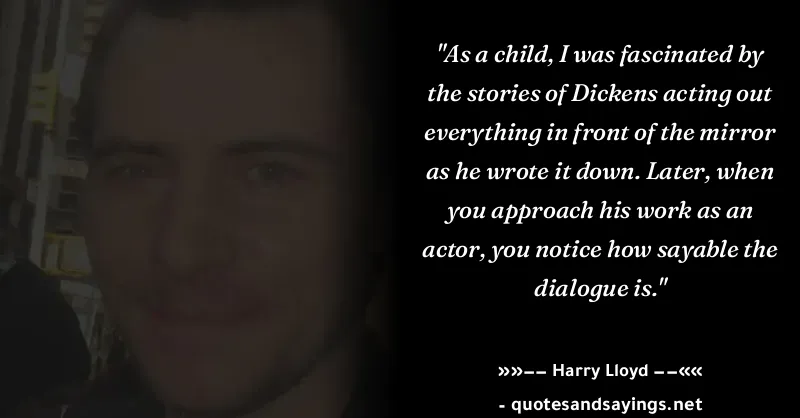 "As a child, I was fascinated by
the stories of Dickens acting out
everything in front of the mirror
as he wrote it down. Later, when
you approach his work as an
actor, you notice how sayable the
dialogue is."
»»−− Harry Lloyd −−««
- quotesandsayings.net